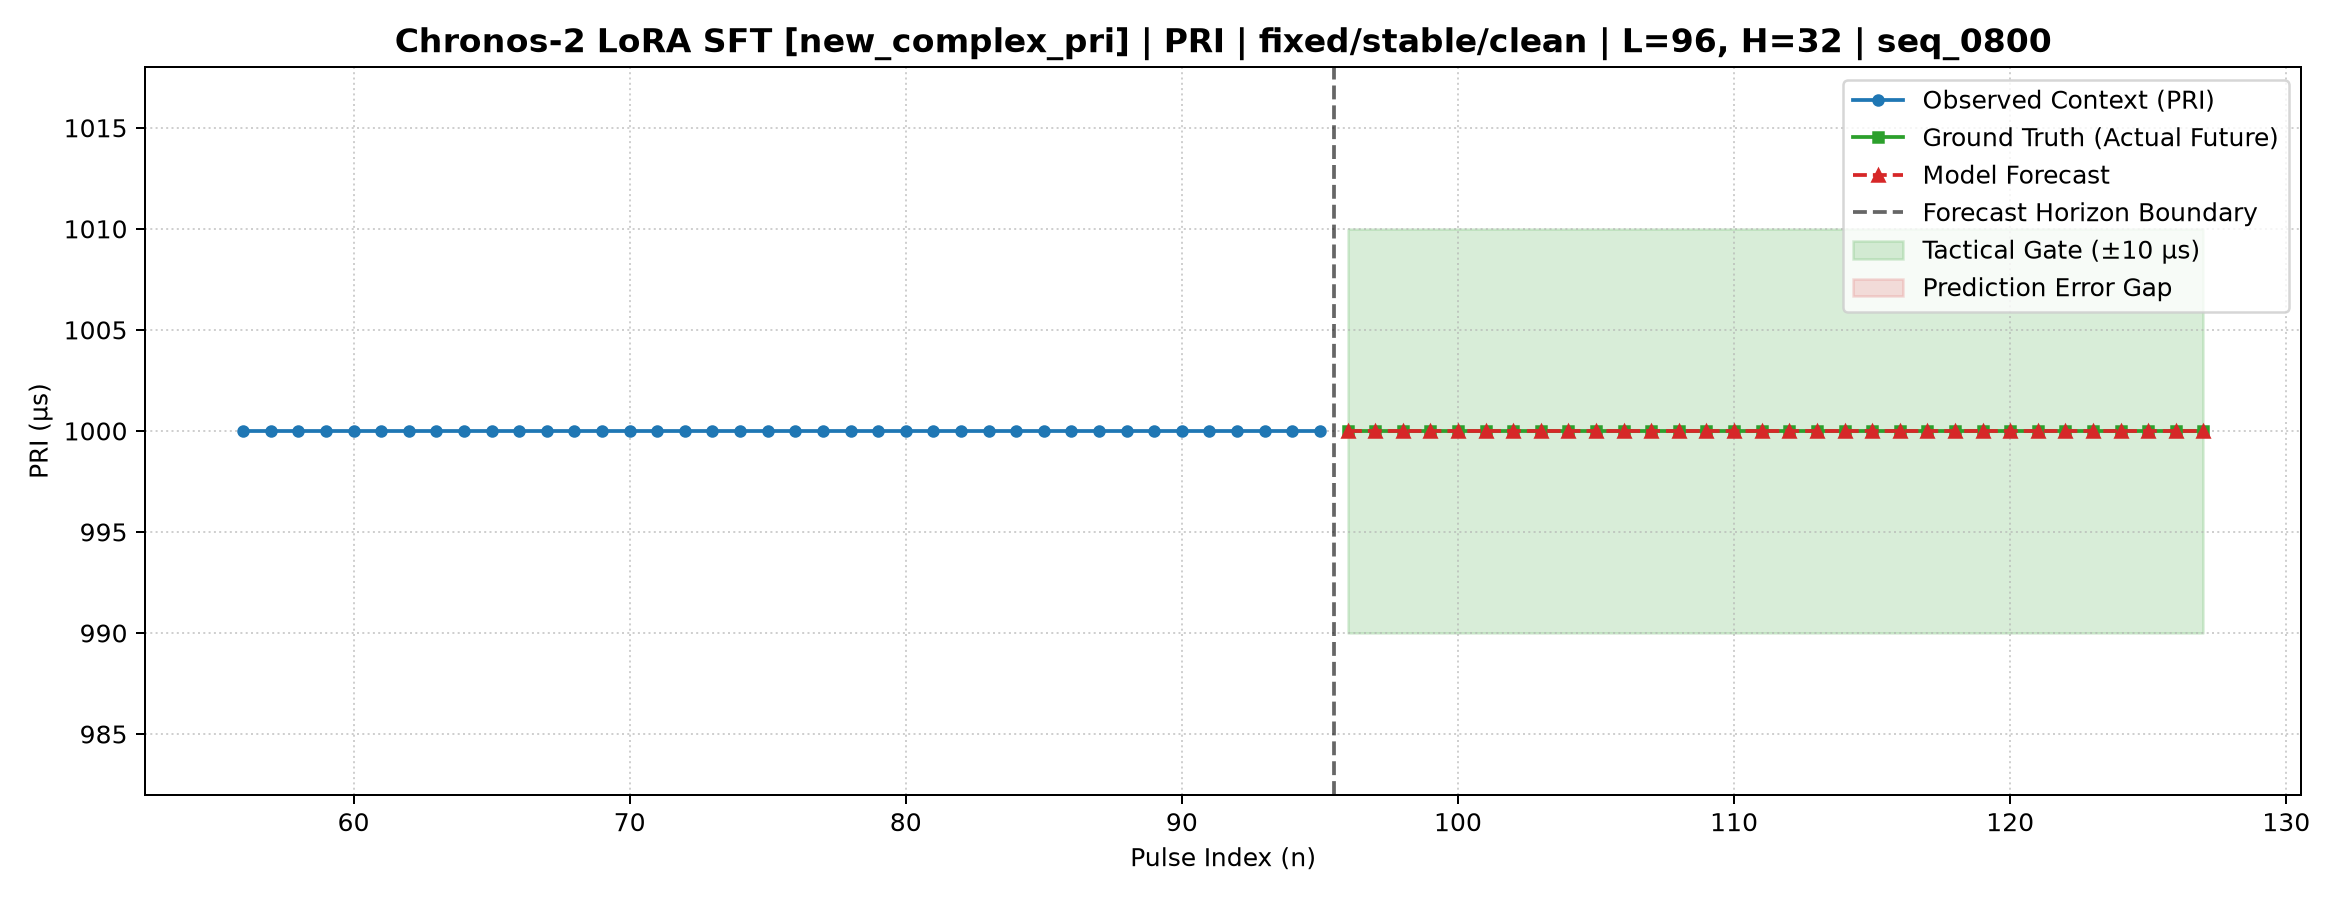 Chronos-2 LoRA SFT [new_complex_pri] | PRI | fixed/stable/clean | L=96, H=32 | seq_0800
Observed Context (PRI)
Ground Truth (Actual Future)
Model Forecast
Forecast Horizon Boundary
Tactical Gate (±10 µs)
Prediction Error Gap
PRI (µs)
1015
1010
1005
1000
995
990
985
60 70 80 90 100 110 120 130
Pulse Index (n)